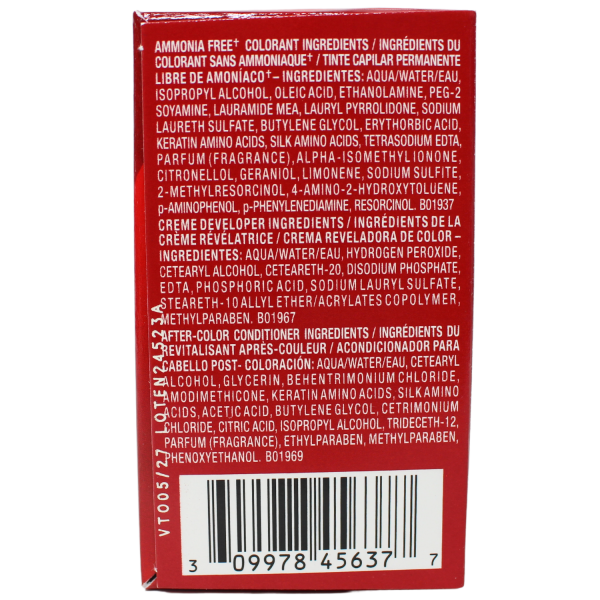 AMMONIA FREE† COLORANT INGREDIENTS / INGRÉDIENTS DU
COLORANT SANS AMMONIAQUE† / TINTE CAPILAR PERMANENTE
LIBRE DE AMONÍACO† – INGREDIENTES: AQUA/WATER/EAU,
ISOPROPYL ALCOHOL, OLEIC ACID, ETHANOLAMINE, PEG-2
SOYAMINE, LAURAMIDE MEA, LAURYL PYRROLIDONE, SODIUM
LAURETH SULFATE, BUTYLENE GLYCOL, ERYTHORBIC ACID,
KERATIN AMINO ACIDS, SILK AMINO ACIDS, TETRASODIUM EDTA,
PARFUM (FRAGRANCE), ALPHA-ISOMETHYL IONONE,
CITRONELLOL, GERANIOL, LIMONENE, SODIUM SULFITE,
2-METHYLRESORCINOL, 4-AMINO-2-HYDROXYTOLUENE,
p-AMINOPHENOL, p-PHENYLENEDIAMINE, RESORCINOL. B01937
CREME DEVELOPER INGREDIENTS / INGRÉDIENTS DE LA
CRÈME RÉVÉLATRICE / CREMA REVELADORA DE COLOR –
INGREDIENTES: AQUA/WATER/EAU, HYDROGEN PEROXIDE,
CETEARYL ALCOHOL, CETEARETH-20, DISODIUM PHOSPHATE,
EDTA, PHOSPHORIC ACID, SODIUM LAURYL SULFATE,
STEARETH-10 ALLYL ETHER/ACRYLATES COPOLYMER,
METHYLPARABEN. B01967
AFTER-COLOR CONDITIONER INGREDIENTS / INGRÉDIENTS DU
REVITALISANT APRÈS-COULEUR / ACONDICIONADOR PARA
CABELLO POST- COLORACIÓN: AQUA/WATER/EAU, CETEARYL
ALCOHOL, GLYCERIN, BEHENTRIMONIUM CHLORIDE,
AMODIMETHICONE, KERATIN AMINO ACIDS, SILK AMINO
ACIDS, ACETIC ACID, BUTYLENE GLYCOL, CETRIMONIUM
CHLORIDE, CITRIC ACID, ISOPROPYL ALCOHOL, TRIDECETH-12,
PARFUM (FRAGRANCE), ETHYLPARABEN, METHYLPARABEN,
PHENOXYETHANOL. B01969
VT005/27 LOTEN24523A
3 09978 45637 7